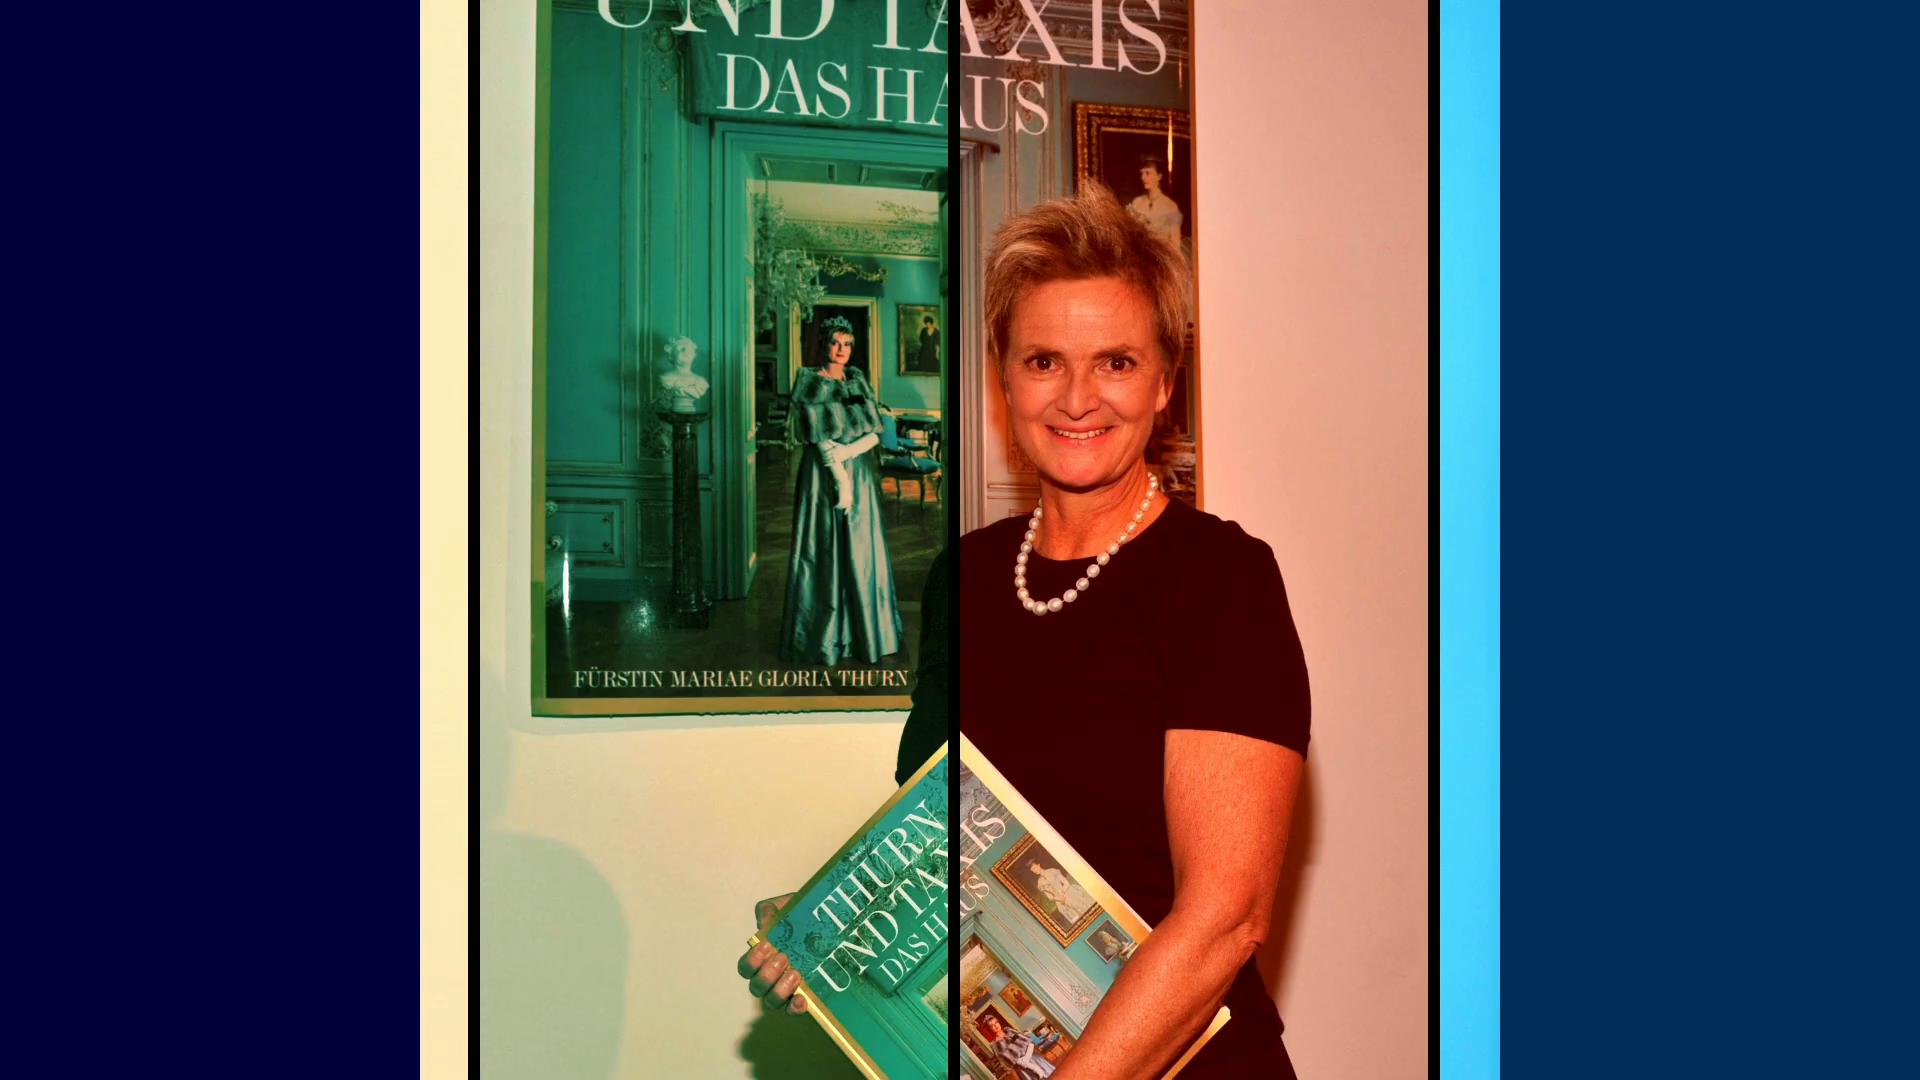 UND TAXIS
DAS HAUS
FÜRSTIN MARIAE GLORIA THURN
THURN
UND TAXIS
DAS HAUS